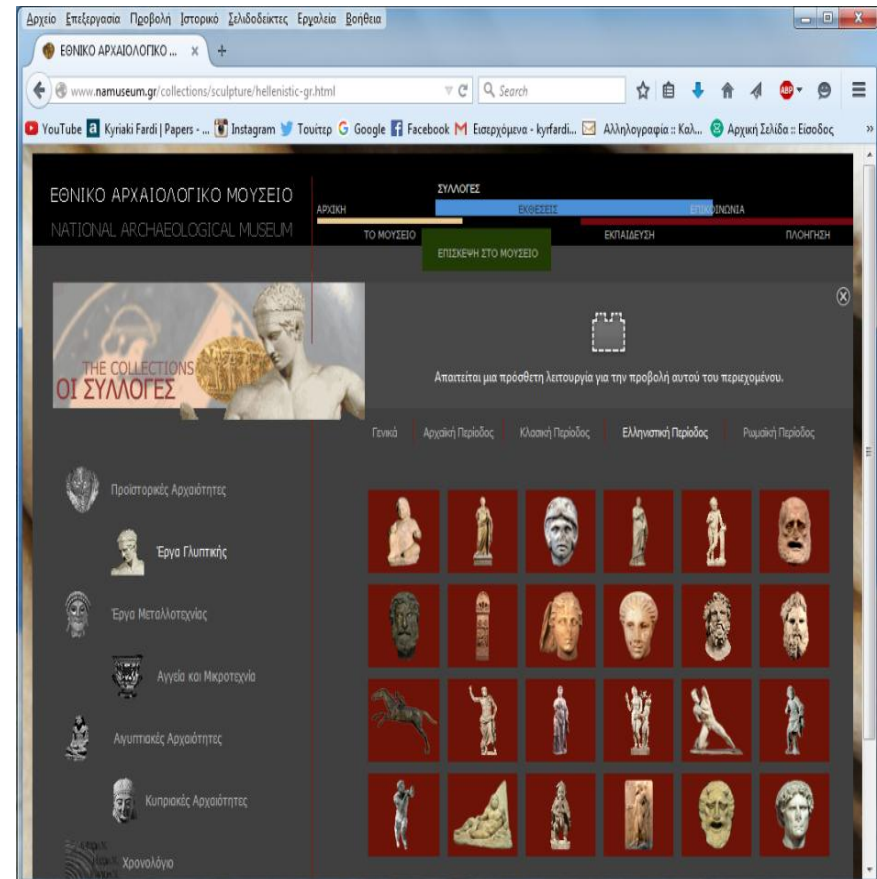 Αρχείο Επεξεργασία Προβολή Ιστορικό Σελιδοδείκτες Εργαλεία Βοήθεια
ΕΘΝΙΚΟ ΑΡΧΑΙΟΛΟΓΙΚΟ ... × +
www.namuseum.gr/collections/sculpture/hellenistic-gr.html Search ABP
YouTube a Kyriaki Fardi | Papers - ... Instagram Τουίτερ G Google Facebook M Εισερχόμενα - kyrfardi... Αλληλογραφία :: Καλ... Αρχική Σελίδα :: Είσοδος »
ΕΘΝΙΚΟ ΑΡΧΑΙΟΛΟΓΙΚΟ ΜΟΥΣΕΙΟ
NATIONAL ARCHAEOLOGICAL MUSEUM
ΣΥΛΛΟΓΕΣ
ΑΡΧΙΚΗ ΕΚΘΕΣΕΙΣ ΕΠΙΚΟΙΝΩΝΙΑ
ΤΟ ΜΟΥΣΕΙΟ ΕΚΠΑΙΔΕΥΣΗ ΠΛΟΗΓΗΣΗ
ΕΠΙΣΚΕΨΗ ΣΤΟ ΜΟΥΣΕΙΟ
THE COLLECTIONS
ΟΙ ΣΥΛΛΟΓΕΣ
Απαιτείται μια πρόσθετη λειτουργία για την προβολή αυτού του περιεχομένου.
Γενικά Αρχαϊκή Περίοδος Κλασική Περίοδος Ελληνιστική Περίοδος Ρωμαϊκή Περίοδος
Προϊστορικές Αρχαιότητες
Έργα Γλυπτικής
Έργα Μεταλλοτεχνίας
Αγγεία και Μικροτεχνία
Αιγυπτιακές Αρχαιότητες
Κυπριακές Αρχαιότητες
Χρονολόγιο